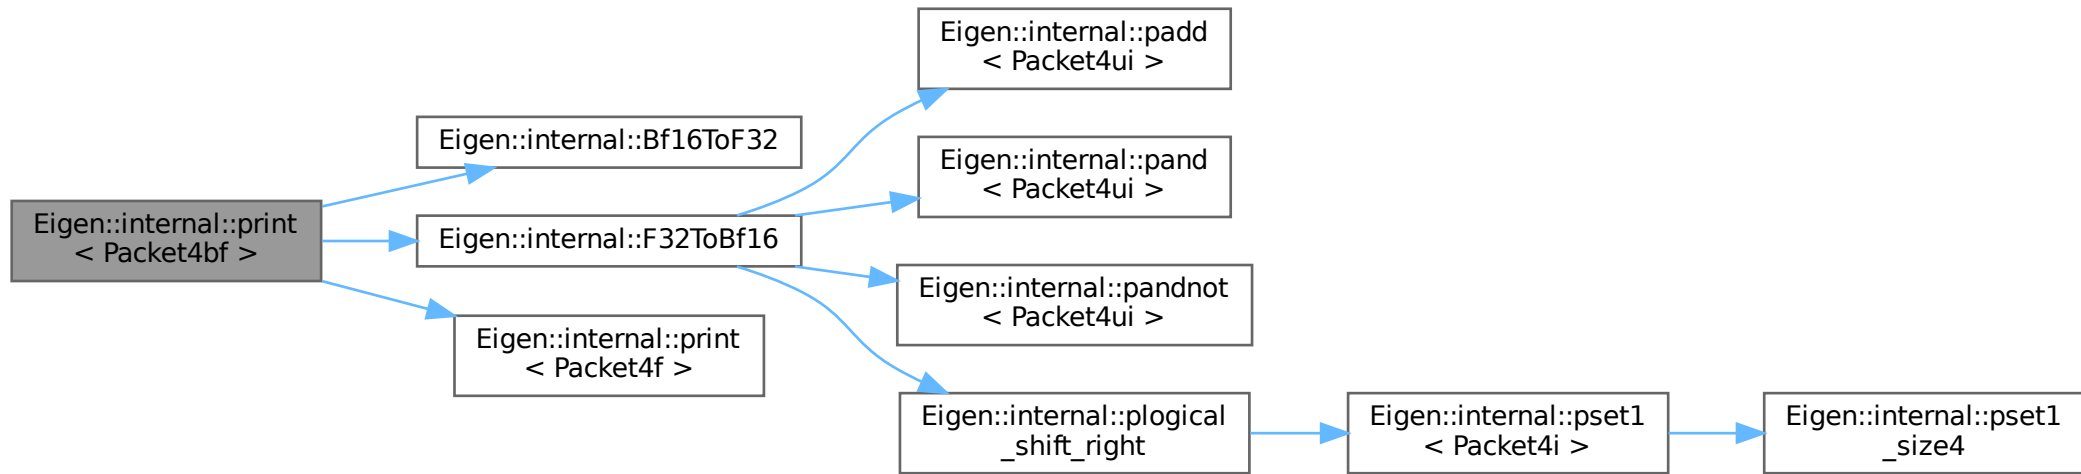 Eigen::internal::print
< Packet4bf >
Eigen::internal::Bf16ToF32
Eigen::internal::F32ToBf16
Eigen::internal::print
< Packet4f >
Eigen::internal::padd
< Packet4ui >
Eigen::internal::pand
< Packet4ui >
Eigen::internal::pandnot
< Packet4ui >
Eigen::internal::plogical
_shift_right
Eigen::internal::pset1
< Packet4i >
Eigen::internal::pset1
_size4